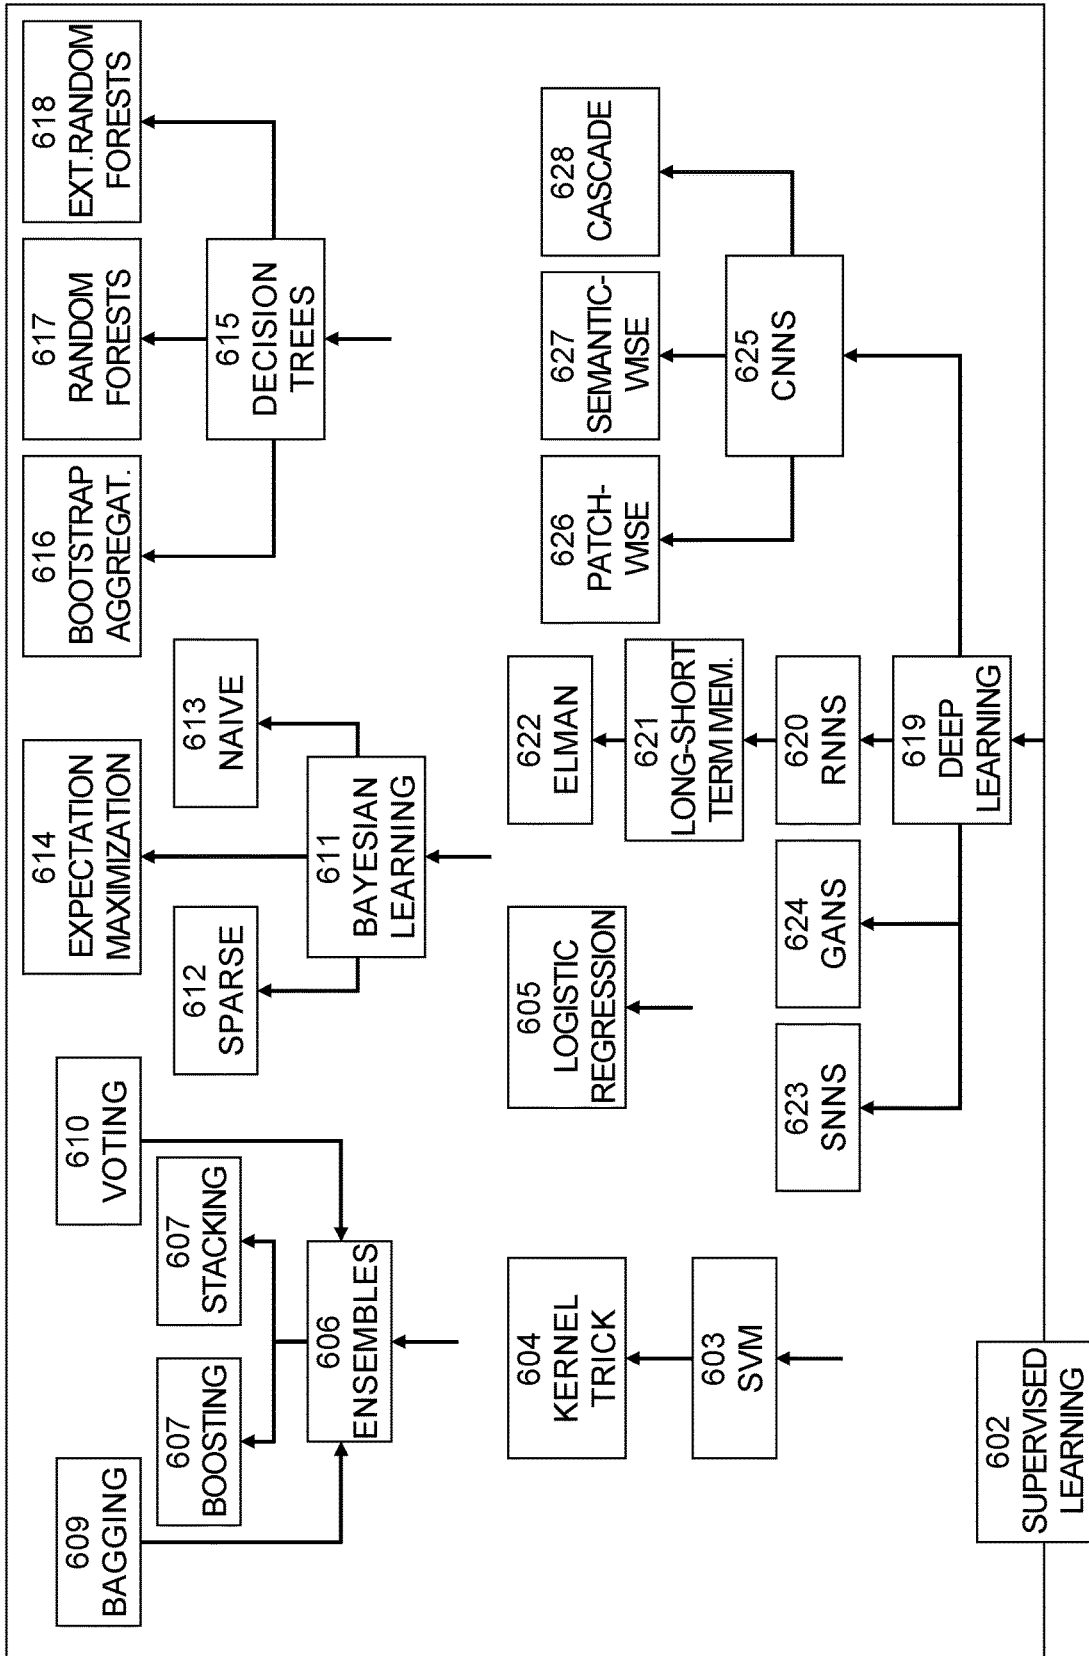 609
BAGGING
610
VOTING
614
EXPECTATION
MAXIMIZATION
616
BOOTSTRAP
AGGREGAT.
617
RANDOM
FORESTS
618
EXT.RANDOM
FORESTS
607
BOOSTING
607
STACKING
612
SPARSE
613
NAIVE
615
DECISION
TREES
606
ENSEMBLES
611
BAYESIAN
LEARNING
604
KERNEL
TRICK
605
LOGISTIC
REGRESSION
622
ELMAN
626
PATCH-
WISE
627
SEMANTIC-
WISE
628
CASCADE
621
LONG-SHORT
TERM MEM.
603
SVM
623
SNNS
624
GANS
620
RNNS
625
CNNS
619
DEEP
LEARNING
602
SUPERVISED
LEARNING